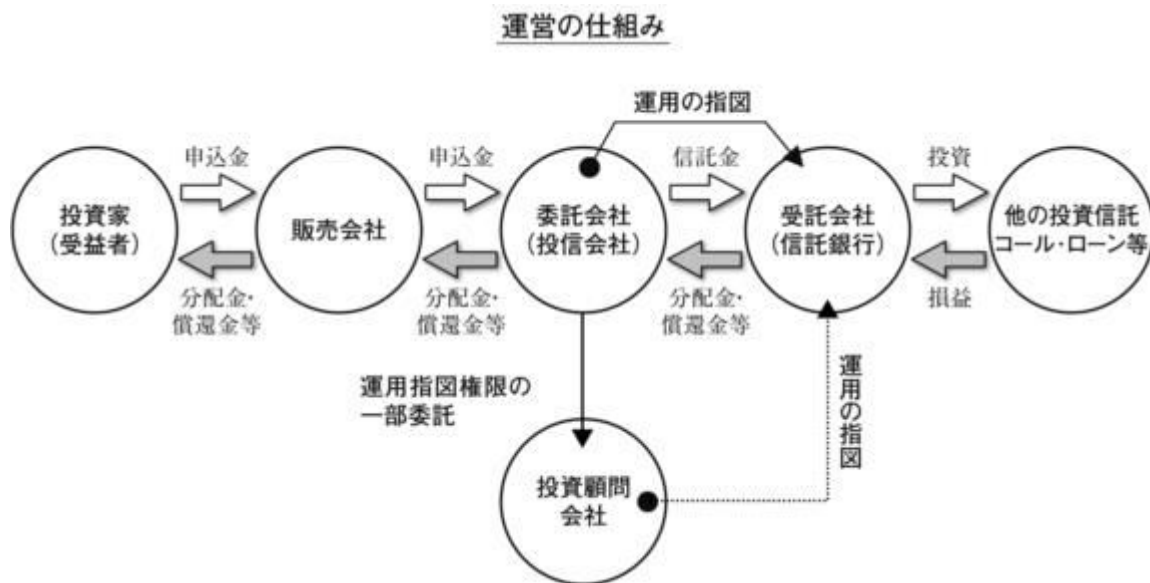 運営の仕組み
運用の指図
申込金
申込金
信託金
投資
投資家
（受益者）
販売会社
委託会社
（投信会社）
受託会社
（信託銀行）
他の投資信託
コール・ローン等
分配金・
償還金等
分配金・
償還金等
分配金・
償還金等
損益
運用指図権限の
一部委託
運用の指図
投資顧問
会社